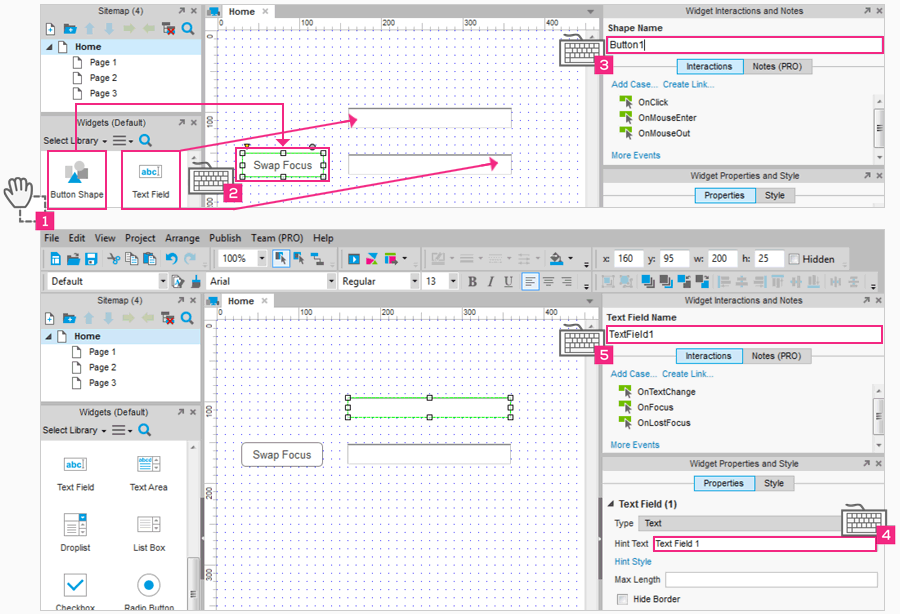 Sitemap (4)
Home
Page 1
Page 2
Page 3
Widgets (Default)
Select Library
Button Shape
abc
Text Field
1
Home
0 100 200 300 400
0
100
200
Swap Focus
2
Widget Interactions and Notes
Shape Name
Button1
3
Interactions Notes (PRO)
Add Case... Create Link...
OnClick
OnMouseEnter
OnMouseOut
More Events
Widget Properties and Style
Properties Style
File Edit View Project Arrange Publish Team (PRO) Help
100%
x: 160 y: 95 w: 200 h: 25 Hidden
Default Arial Regular 13 B I U
Sitemap (4)
Home
Page 1
Page 2
Page 3
Widgets (Default)
Select Library
abc
Text Field
abcd
Text Area
Droplist
List Box
Checkbox
Radio Button
Home
0 100 200 300 400
0
100
200
300
Swap Focus
Widget Interactions and Notes
Text Field Name
TextField1
5
Interactions Notes (PRO)
Add Case... Create Link...
OnTextChange
OnFocus
OnLostFocus
More Events
Widget Properties and Style
Properties Style
Text Field (1)
Type Text
4
Hint Text Text Field 1
Hint Style
Max Length
Hide Border